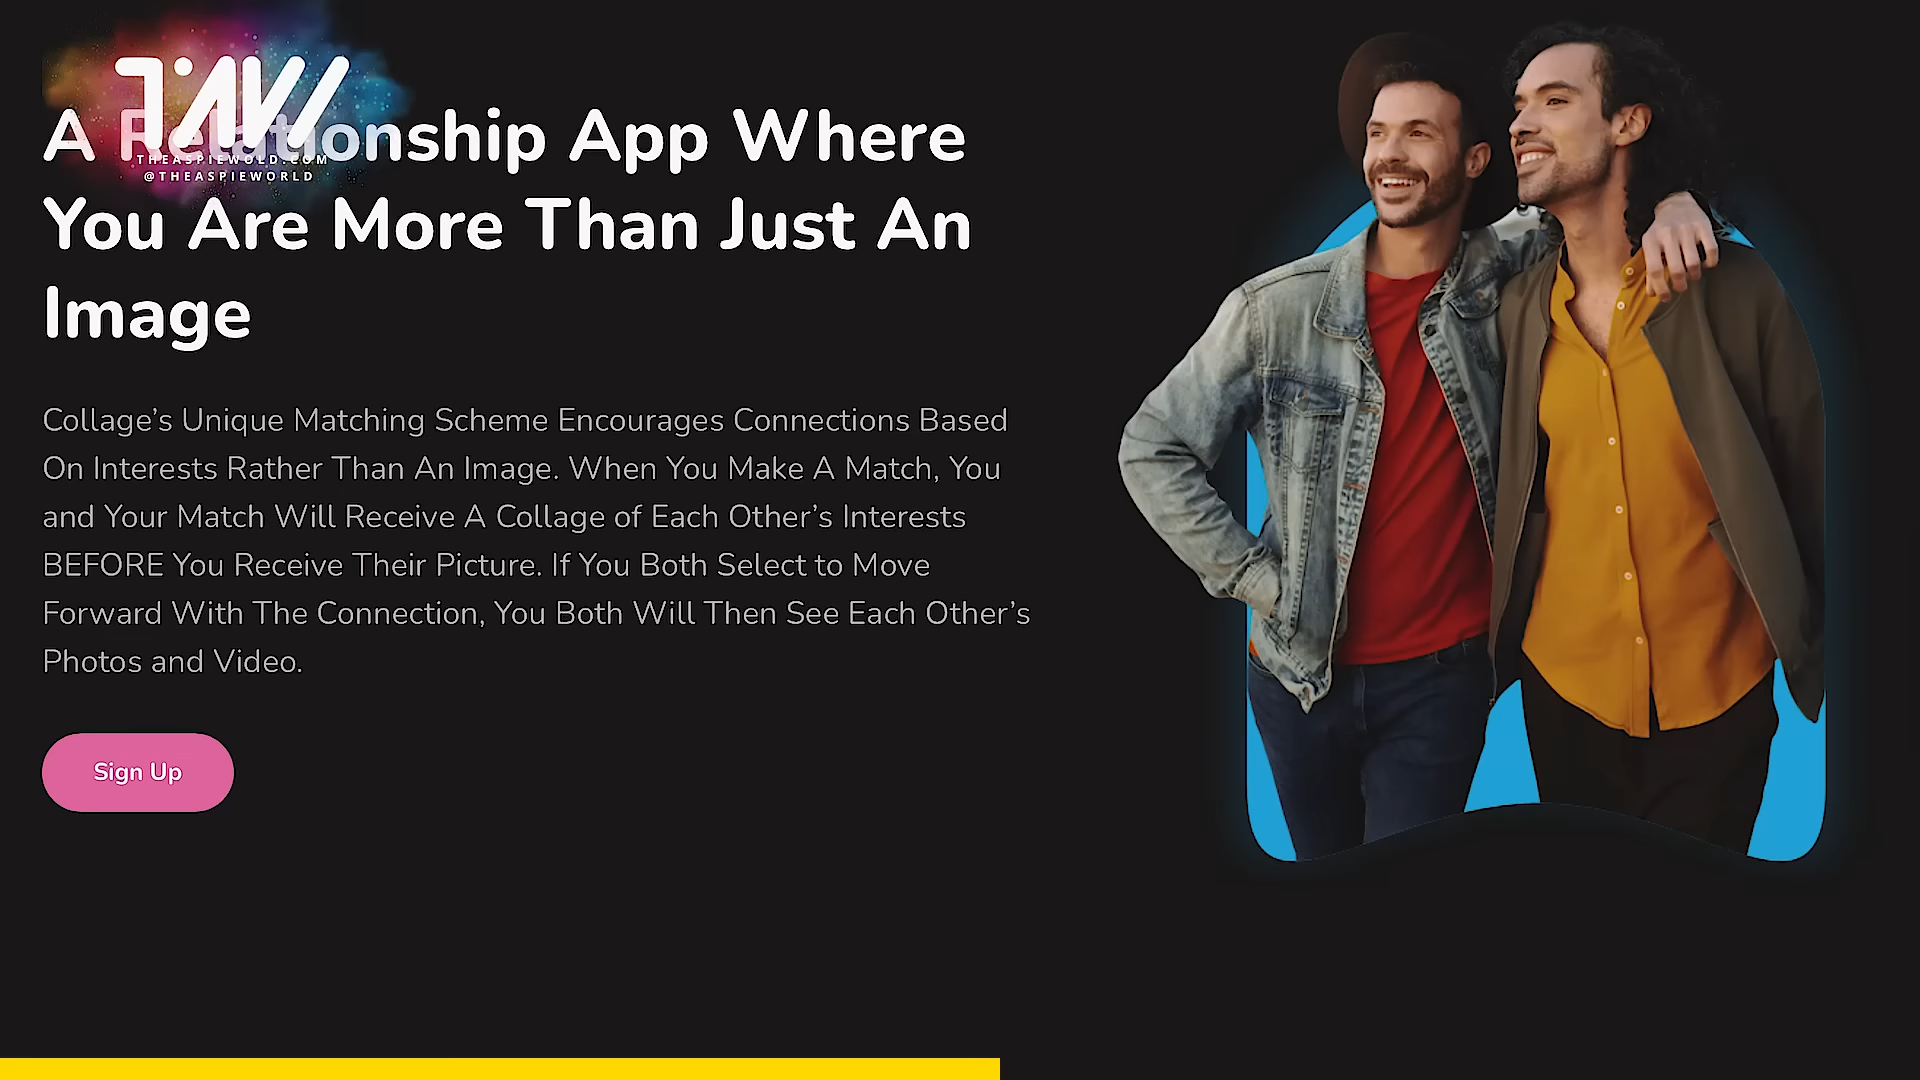 TAW
THEASPIEWOLD.COM
@THEASPIEWORLD
A Relationship App Where
You Are More Than Just An
Image
Collage’s Unique Matching Scheme Encourages Connections Based
On Interests Rather Than An Image. When You Make A Match, You
and Your Match Will Receive A Collage of Each Other’s Interests
BEFORE You Receive Their Picture. If You Both Select to Move
Forward With The Connection, You Both Will Then See Each Other’s
Photos and Video.
Sign Up